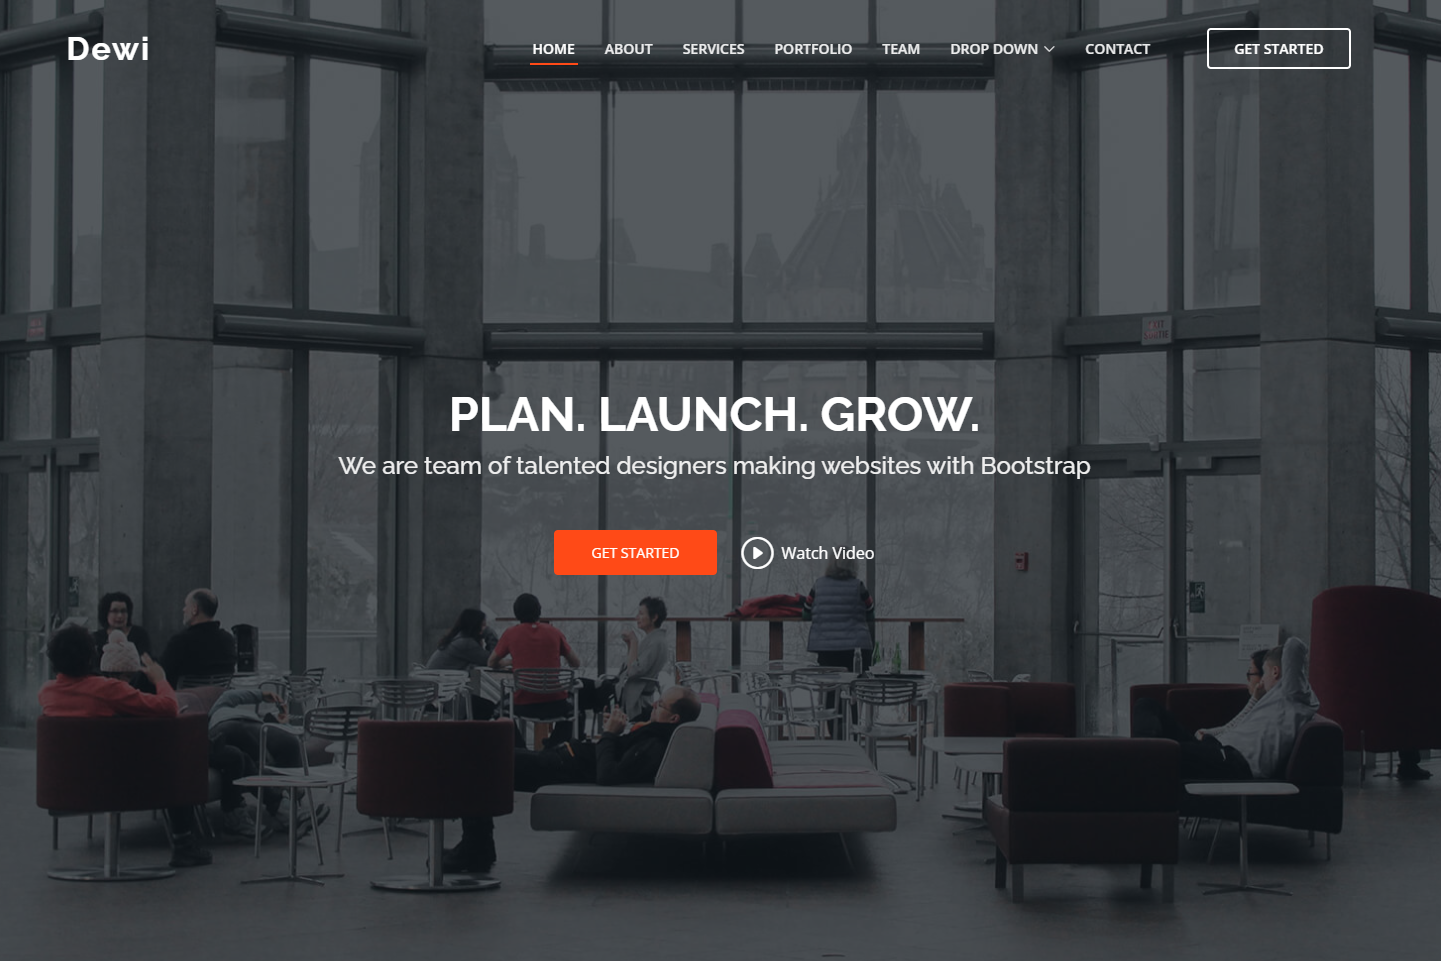 Dewi
HOME ABOUT SERVICES PORTFOLIO TEAM DROP DOWN CONTACT GET STARTED
PLAN. LAUNCH. GROW.
We are team of talented designers making websites with Bootstrap
GET STARTED Watch Video